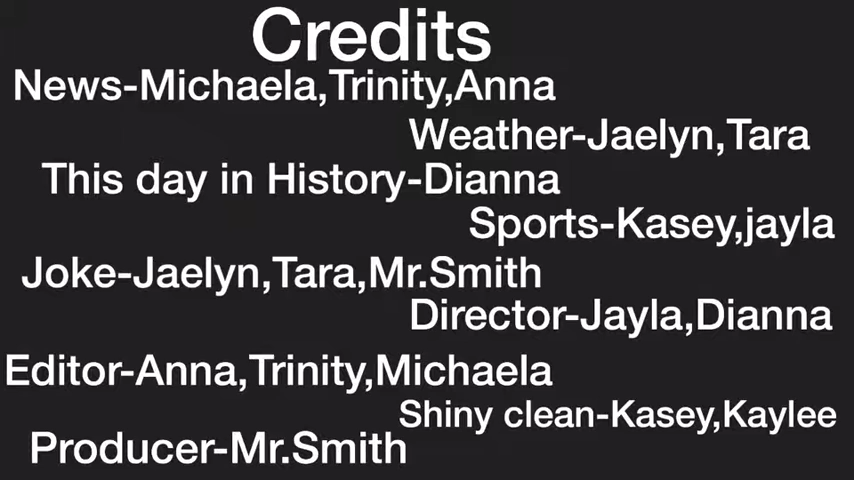 Credits
News-Michaela,Trinity,Anna
Weather-Jaelyn,Tara
This day in History-Dianna
Sports-Kasey,jayla
Joke-Jaelyn,Tara,Mr.Smith
Director-Jayla,Dianna
Editor-Anna,Trinity,Michaela
Shiny clean-Kasey,Kaylee
Producer-Mr.Smith